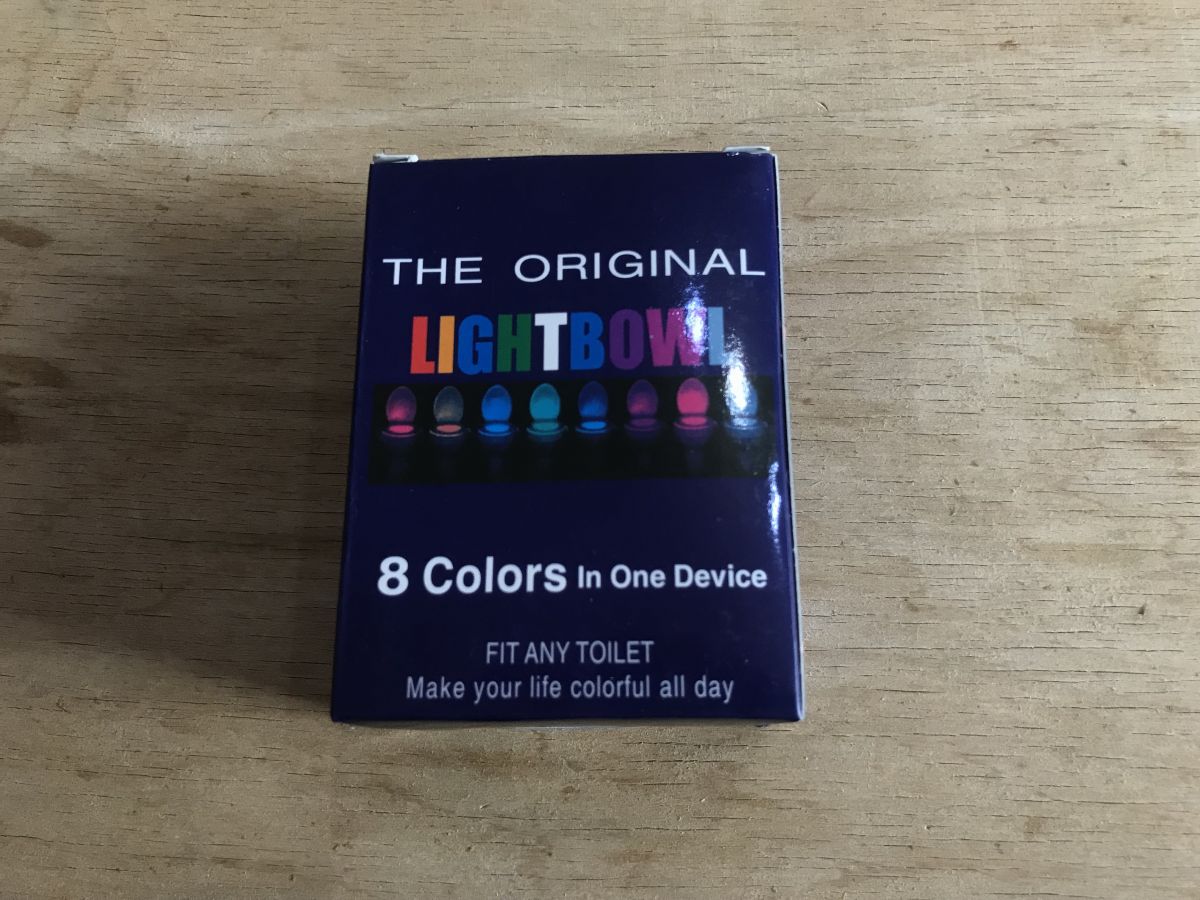 THE ORIGINAL
LIGHTBOWL
8 Colors In One Device
FIT ANY TOILET
Make your life colorful all day